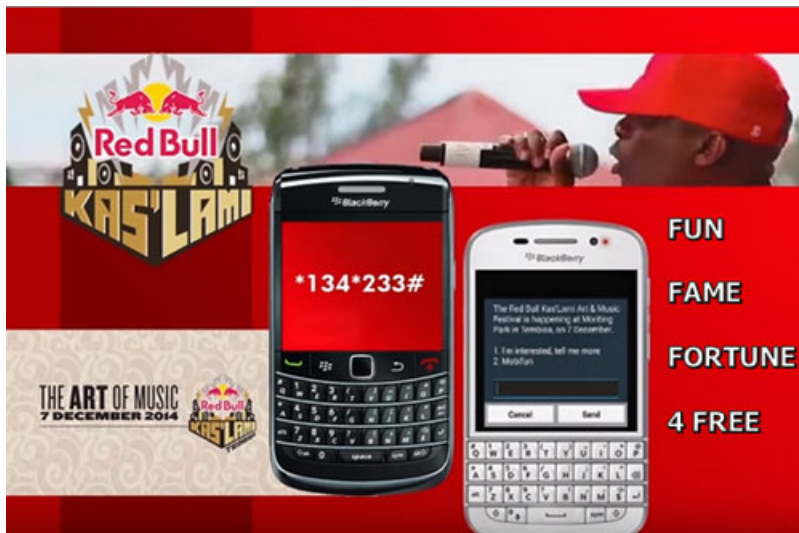 Red Bull
KAS'LAMI
BlackBerry
*134*233#
BlackBerry
The Red Bull Kas'Lami Art & Music
Festival is happening at Moriting
Park in Tembisa, on 7 December.
1. I'm interested, tell me more
2. Mobifun
Cancel
Send
FUN
FAME
FORTUNE
4 FREE
THE ART OF MUSIC
7 DECEMBER 2014
Red Bull
KAS'LAMI